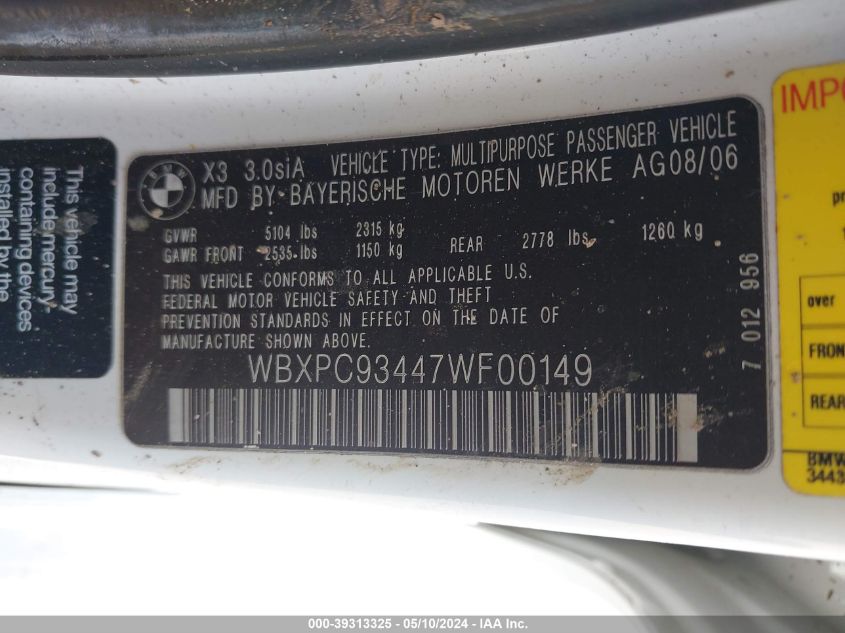 This vehicle may
include mercury-
containing devices
installed by the
BMW
X3 3.0siA VEHICLE TYPE: MULTIPURPOSE PASSENGER VEHICLE
MFD BY-BAYERISCHE MOTOREN WERKE AG08/06
GVWR 5104 lbs 2315 kg
GAWR FRONT 2535 lbs 1150 kg REAR 2778 lbs 1260 kg
THIS VEHICLE CONFORMS TO ALL APPLICABLE U.S.
FEDERAL MOTOR VEHICLE SAFETY AND THEFT
PREVENTION STANDARDS IN EFFECT ON THE DATE OF
MANUFACTURE SHOWN ABOVE.
WBXPC93447WF00149
7 012 956
over
FRON
REAR
BMW
3443
000-39313325 - 05/10/2024 - IAA Inc.